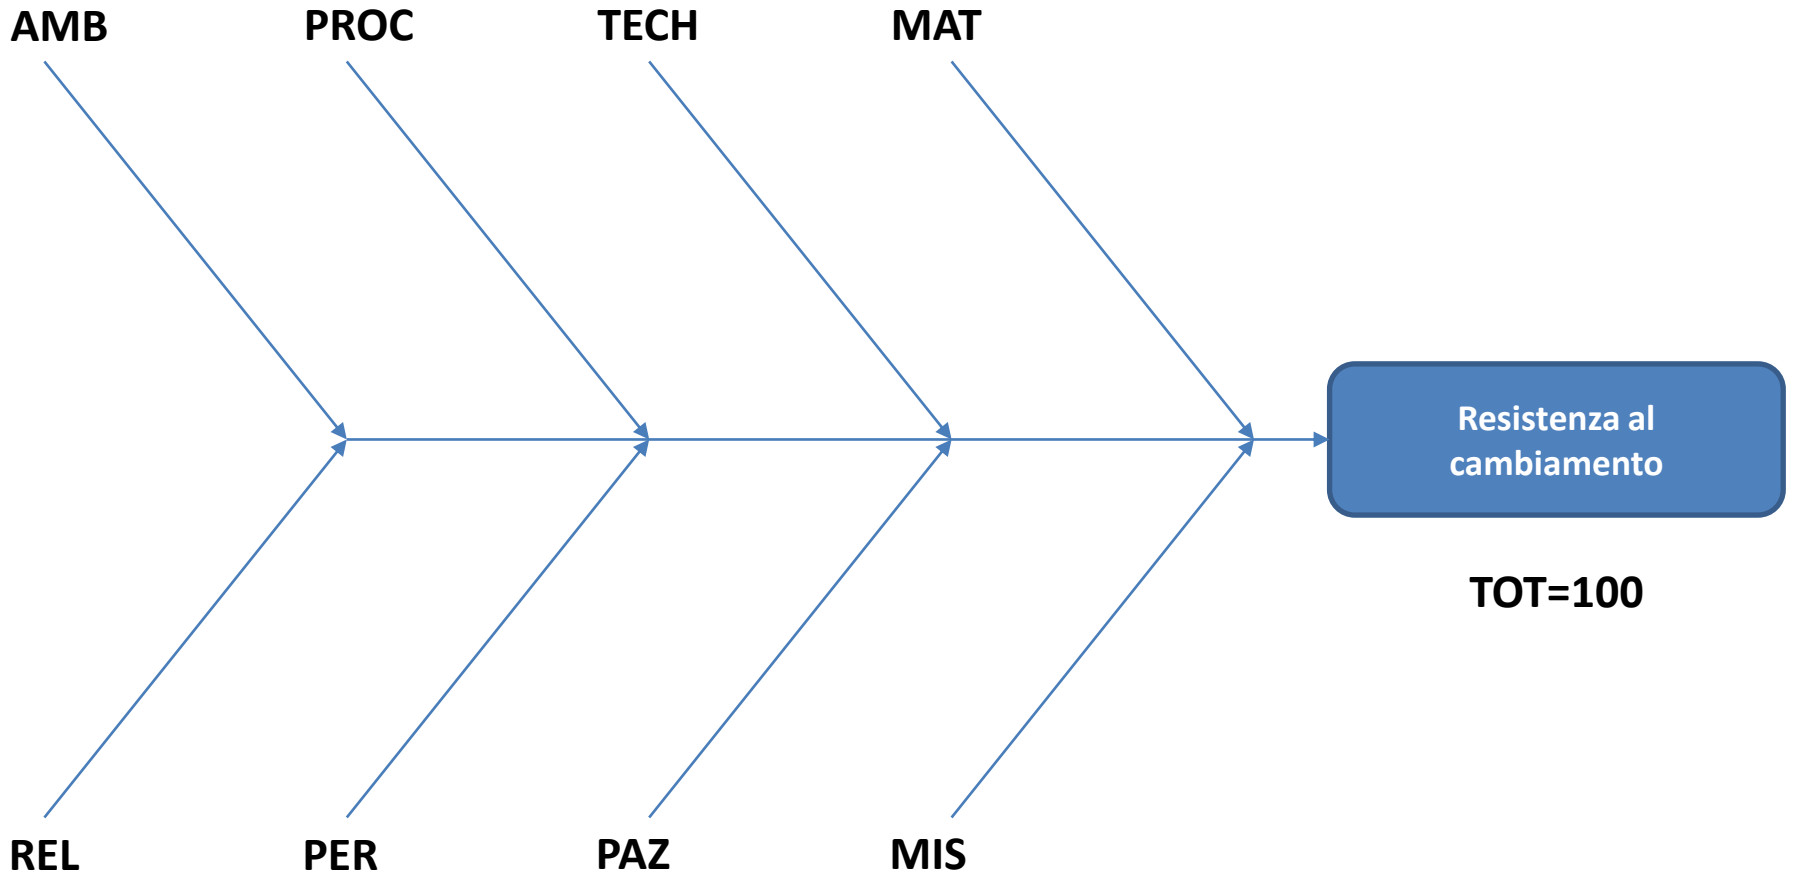 AMB
PROC
TECH
MAT
Resistenza al
cambiamento
TOT=100
REL
PER
PAZ
MIS